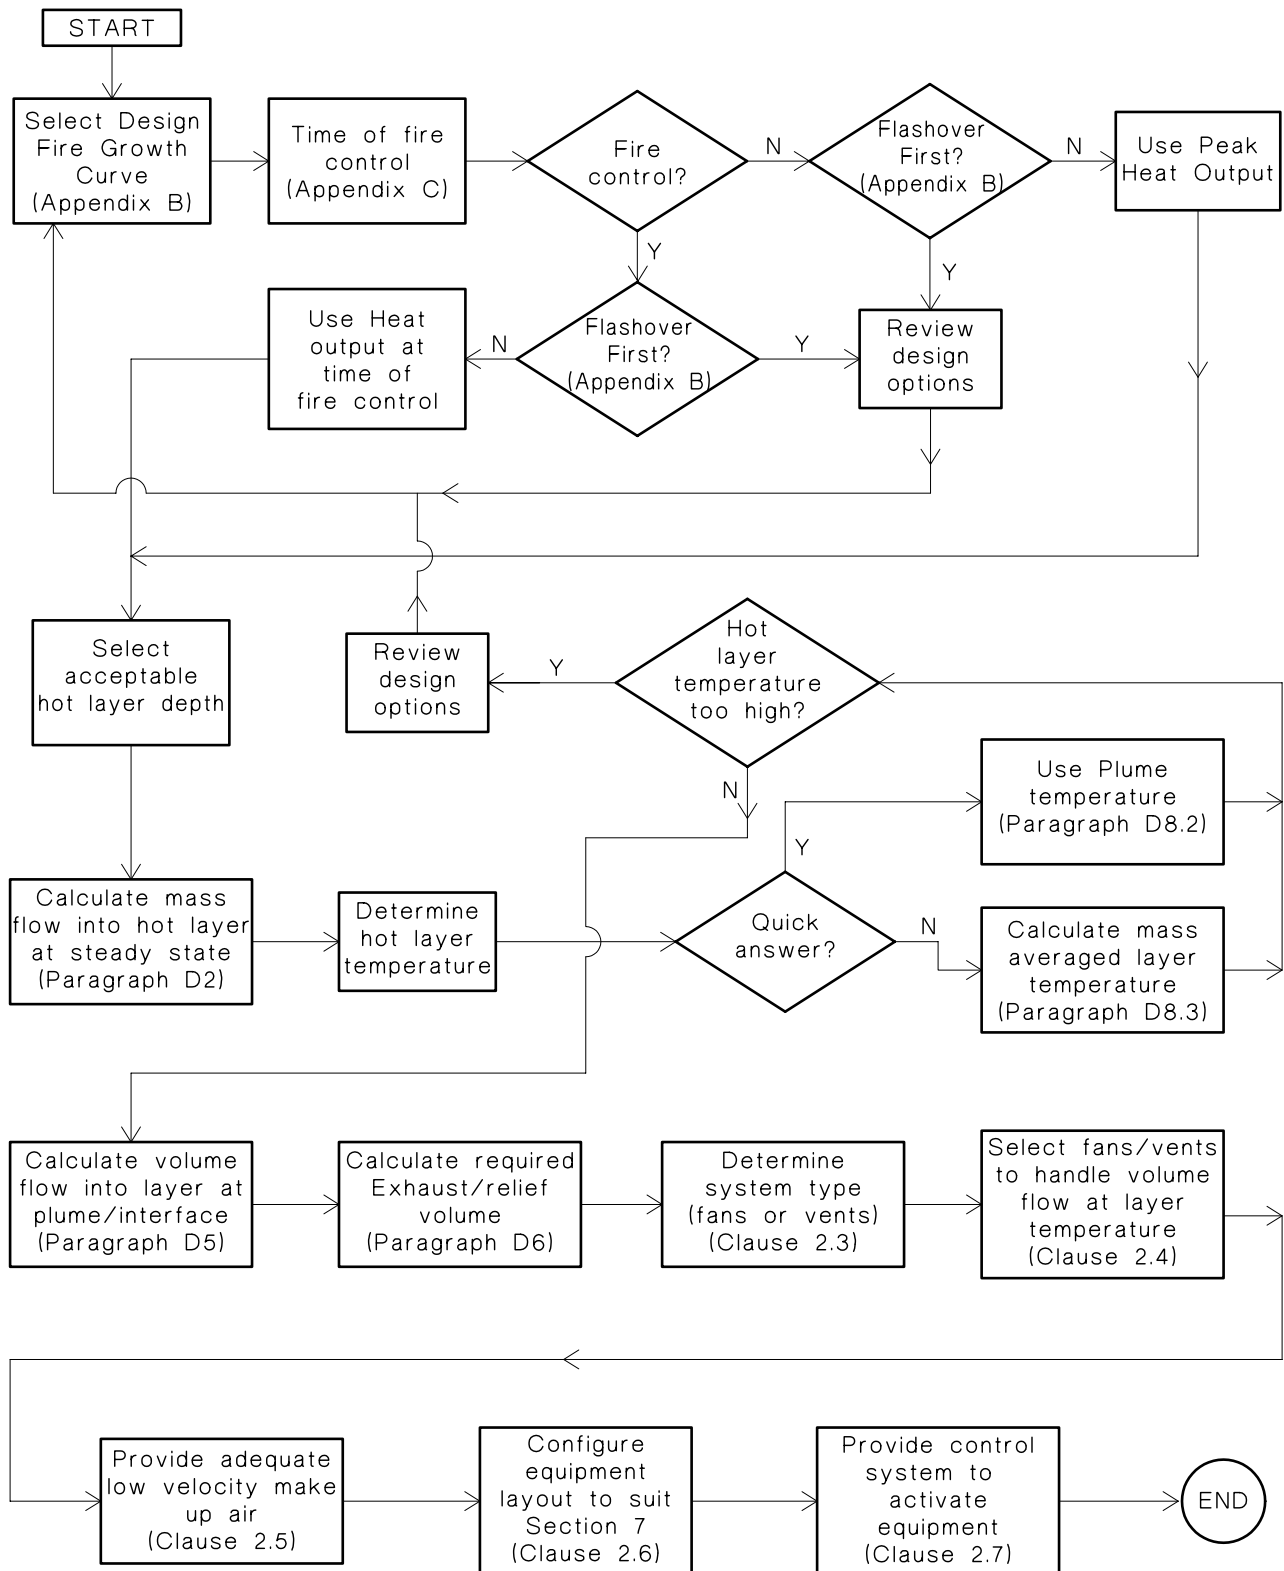 START
Select Design
Fire Growth
Curve
(Appendix B)
Time of fire
control
(Appendix C)
Fire
control?
N
Flashover
First?
(Appendix B)
N
Use Peak
Heat Output
Y
Y
Use Heat
output at
time of
fire control
N
Flashover
First?
(Appendix B)
Y
Review
design
options
Select
acceptable
hot layer depth
Review
design
options
Y
Hot
layer
temperature
too high?
N
Use Plume
temperature
(Paragraph D8.2)
Y
Calculate mass
flow into hot layer
at steady state
(Paragraph D2)
Determine
hot layer
temperature
Quick
answer?
N
Calculate mass
averaged layer
temperature
(Paragraph D8.3)
Calculate volume
flow into layer at
plume/interface
(Paragraph D5)
Calculate required
Exhaust/relief
volume
(Paragraph D6)
Determine
system type
(fans or vents)
(Clause 2.3)
Select fans/vents
to handle volume
flow at layer
temperature
(Clause 2.4)
Provide adequate
low velocity make
up air
(Clause 2.5)
Configure
equipment
layout to suit
Section 7
(Clause 2.6)
Provide control
system to
activate
equipment
(Clause 2.7)
END